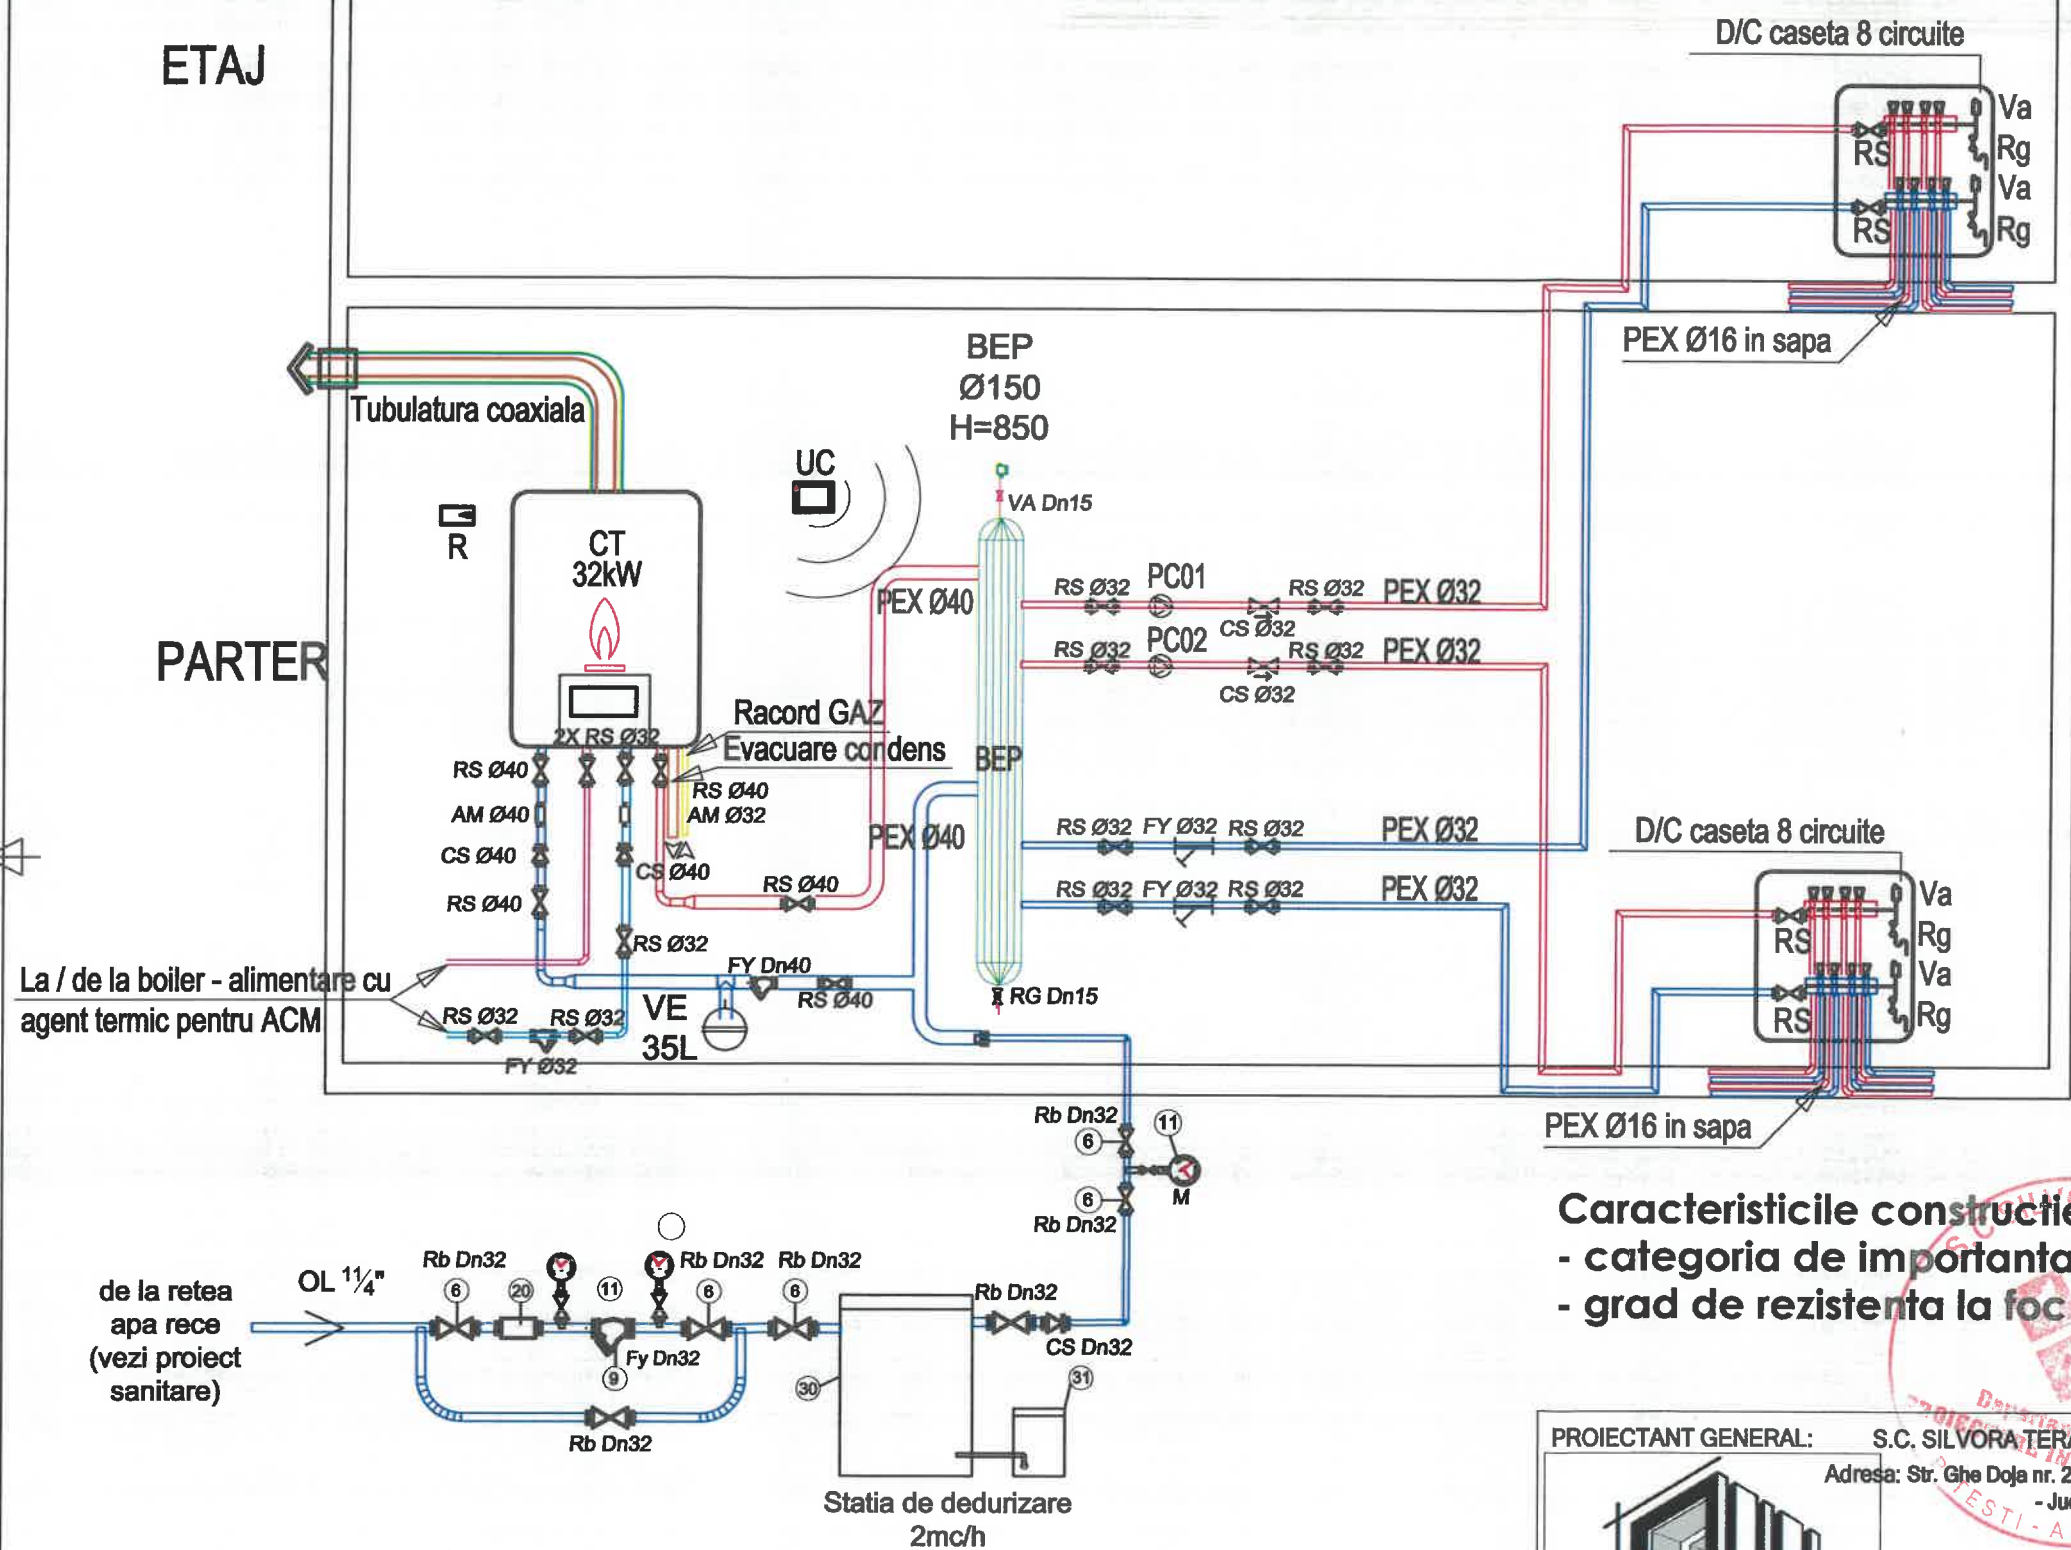 ETAJ
D/C caseta 8 circuite
Va
RS
Rg
Va
RS
Rg
PEX Ø16 in sapa
BEP
Ø150
H=850
Tubulatura coaxiala
UC
VA Dn15
R
CT
32kW
PEX Ø40
RS Ø32
PC01
RS Ø32
PEX Ø32
CS Ø32
RS Ø32
PC02
RS Ø32
PEX Ø32
CS Ø32
PARTER
Racord GAZ
2X RS Ø32
Evacuare condens
BEP
RS Ø40
RS Ø40
AM Ø40
AM Ø32
PEX Ø40
RS Ø32
FY Ø32
RS Ø32
PEX Ø32
D/C caseta 8 circuite
CS Ø40
CS Ø40
RS Ø40
RS Ø32
FY Ø32
RS Ø32
PEX Ø32
RS Ø40
Va
RS
Rg
Va
RS
Rg
RS Ø32
FY Dn40
La / de la boiler - alimentare cu
agent termic pentru ACM
RS Ø40
RG Dn15
RS Ø32
RS Ø32
VE
35L
FY Ø32
Rb Dn32
11
6
PEX Ø16 in sapa
6
M
Rb Dn32
Caracteristicile constructie
- categoria de importanta
- grad de rezistenta la foc
Rb Dn32
Rb Dn32
Rb Dn32
de la retea
apa rece
(vezi proiect
sanitare)
OL 1 1/4"
6
20
11
6
6
Rb Dn32
Fy Dn32
CS Dn32
9
30
31
Rb Dn32
PROIECTANT GENERAL:
S.C. SILVORA TERA
Adresa: Str. Ghe Doja nr. 2
- Ju
Statia de dedurizare
2mc/h